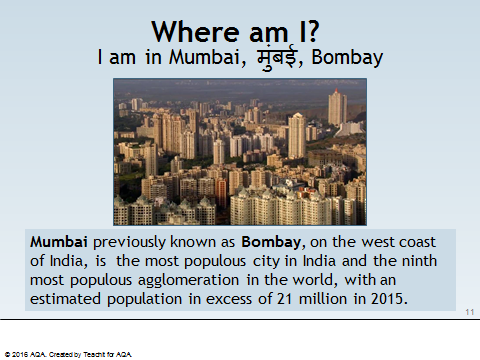 Where am I?
I am in Mumbai, मुंबई, Bombay
Mumbai previously known as Bombay, on the west coast
of India, is the most populous city in India and the ninth
most populous agglomeration in the world, with an
estimated population in excess of 21 million in 2015.
11
© 2016 AQA. Created by Teachit for AQA.